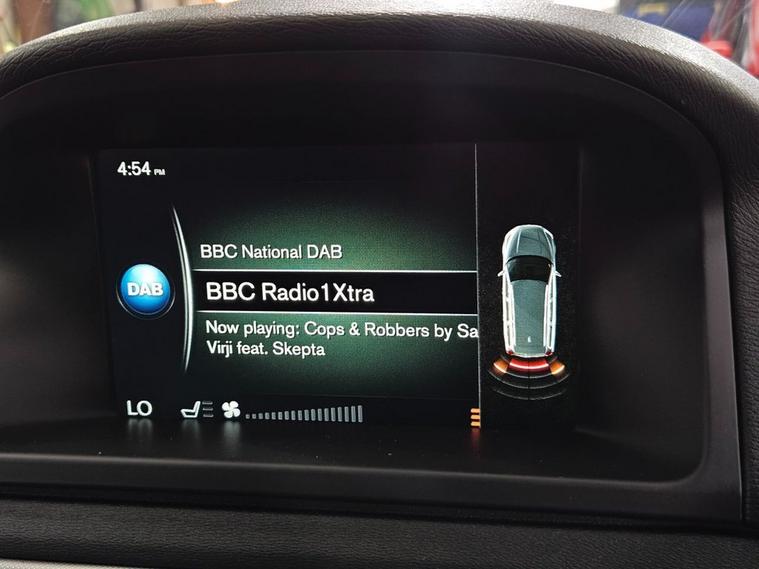 4:54 PM
BBC National DAB
DAB
BBC Radio1Xtra
Now playing: Cops & Robbers by Sa
Virji feat. Skepta
LO